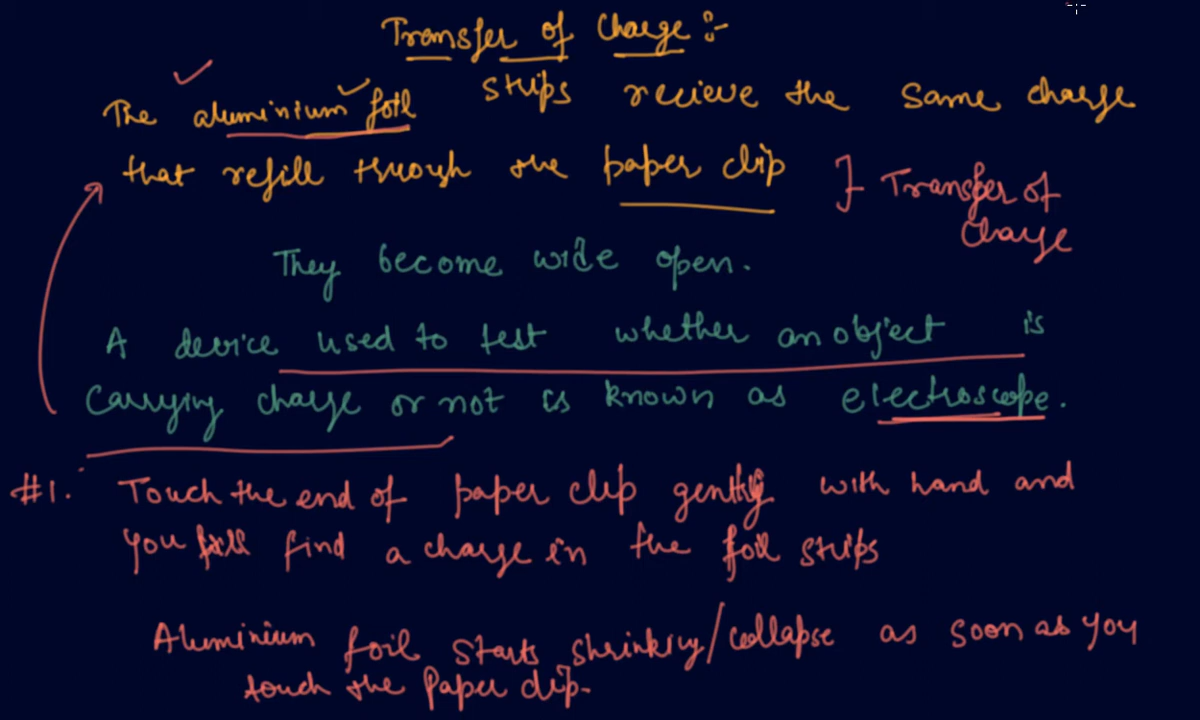 Transfer of Charge :-
The aluminium foil strips recieve the same charge
that refill through the paper clip } Transfer of
Charge
They become wide open.
A device used to test whether an object is
carrying charge or not is known as electroscope.
#1. Touch the end of paper clip gently with hand and
you will find a charge in the foil strips
Aluminium foil starts shrinking/collapse as soon as you
touch the paper clip.